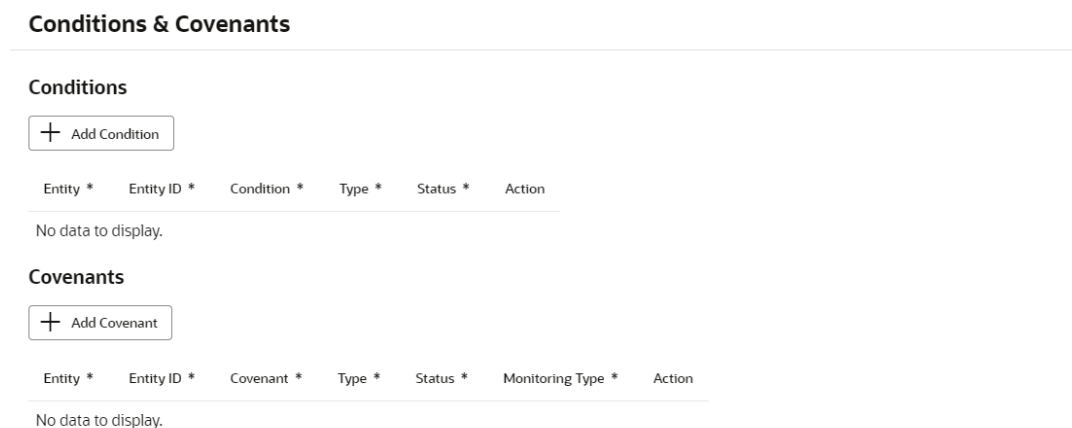 Conditions & Covenants
Conditions
+ Add Condition
Entity * Entity ID * Condition * Type * Status * Action
No data to display.
Covenants
+ Add Covenant
Entity * Entity ID * Covenant * Type * Status * Monitoring Type * Action
No data to display.